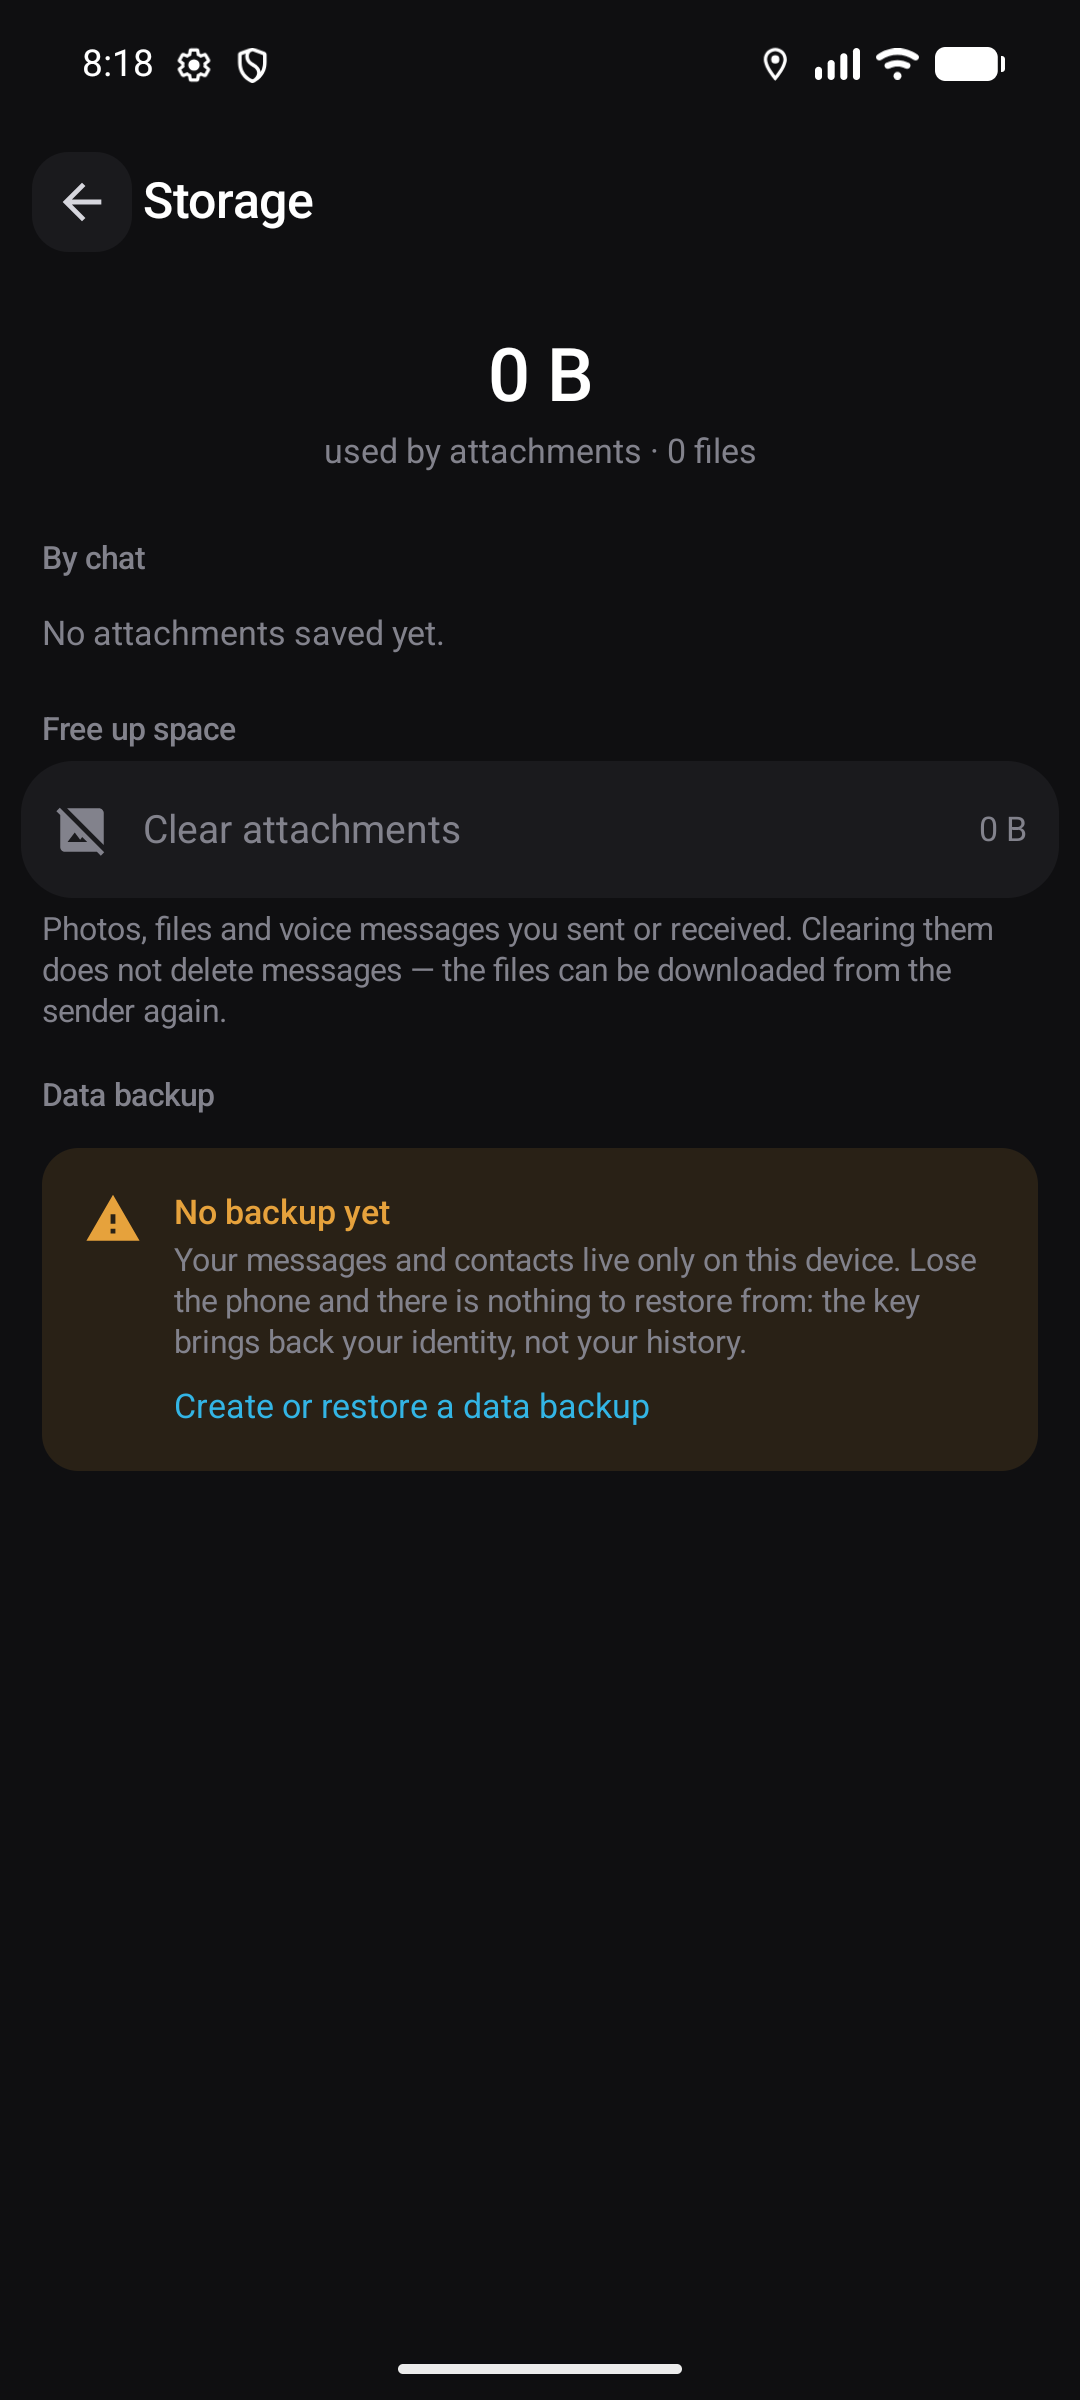 8:18
Storage
0 B
used by attachments · 0 files
By chat
No attachments saved yet.
Free up space
Clear attachments 0 B
Photos, files and voice messages you sent or received. Clearing them
does not delete messages — the files can be downloaded from the
sender again.
Data backup
No backup yet
Your messages and contacts live only on this device. Lose
the phone and there is nothing to restore from: the key
brings back your identity, not your history.
Create or restore a data backup